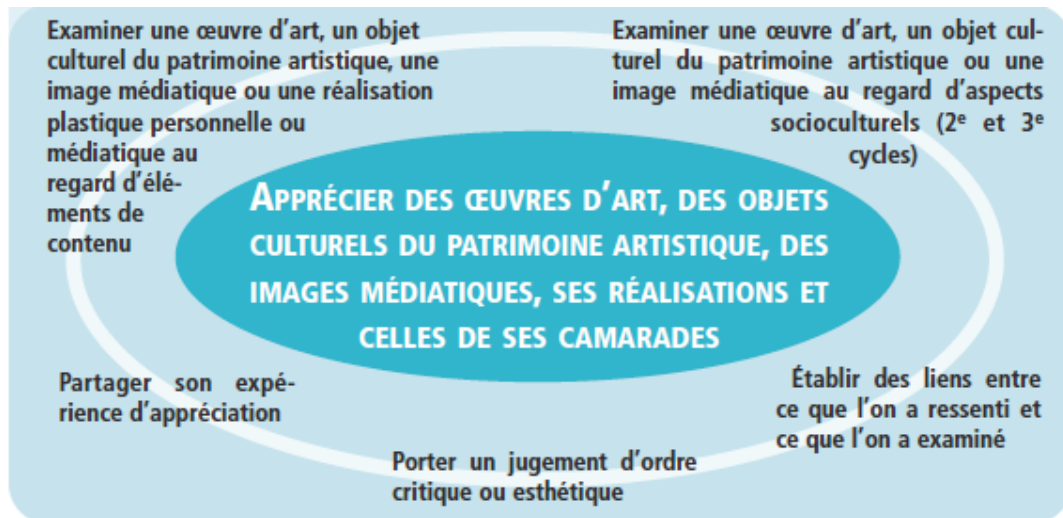 Examiner une œuvre d’art, un objet
culturel du patrimoine artistique, une
image médiatique ou une réalisation
plastique personnelle ou
médiatique au
regard d’élé-
ments de
contenu
Examiner une œuvre d’art, un objet cul-
turel du patrimoine artistique ou une
image médiatique au regard d’aspects
socioculturels (2e et 3e
cycles)
APPRÉCIER DES ŒUVRES D’ART, DES OBJETS
CULTURELS DU PATRIMOINE ARTISTIQUE, DES
IMAGES MÉDIATIQUES, SES RÉALISATIONS ET
CELLES DE SES CAMARADES
Partager son expé-
rience d’appréciation
Établir des liens entre
ce que l’on a ressenti et
ce que l’on a examiné
Porter un jugement d’ordre
critique ou esthétique